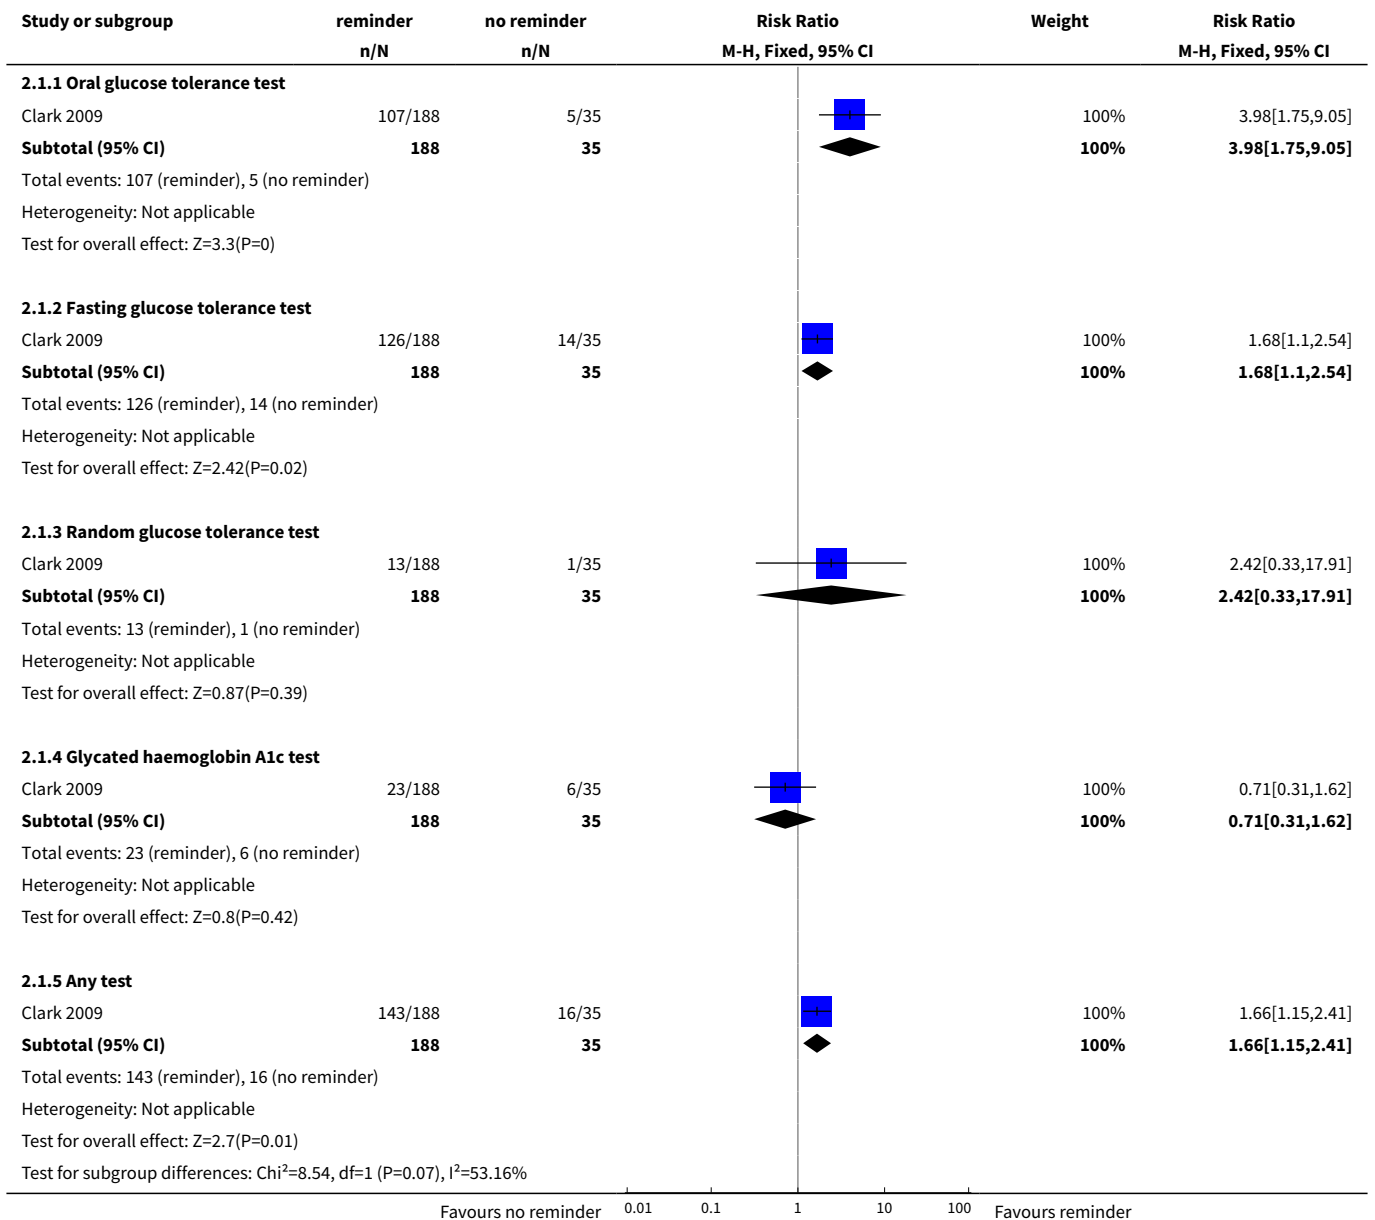 Study or subgroup reminder no reminder Risk Ratio Weight Risk Ratio
n/N n/N M-H, Fixed, 95% CI M-H, Fixed, 95% CI
2.1.1 Oral glucose tolerance test
Clark 2009 107/188 5/35 100% 3.98[1.75,9.05]
Subtotal (95% CI) 188 35 100% 3.98[1.75,9.05]
Total events: 107 (reminder), 5 (no reminder)
Heterogeneity: Not applicable
Test for overall effect: Z=3.3(P=0)
2.1.2 Fasting glucose tolerance test
Clark 2009 126/188 14/35 100% 1.68[1.1,2.54]
Subtotal (95% CI) 188 35 100% 1.68[1.1,2.54]
Total events: 126 (reminder), 14 (no reminder)
Heterogeneity: Not applicable
Test for overall effect: Z=2.42(P=0.02)
2.1.3 Random glucose tolerance test
Clark 2009 13/188 1/35 100% 2.42[0.33,17.91]
Subtotal (95% CI) 188 35 100% 2.42[0.33,17.91]
Total events: 13 (reminder), 1 (no reminder)
Heterogeneity: Not applicable
Test for overall effect: Z=0.87(P=0.39)
2.1.4 Glycated haemoglobin A1c test
Clark 2009 23/188 6/35 100% 0.71[0.31,1.62]
Subtotal (95% CI) 188 35 100% 0.71[0.31,1.62]
Total events: 23 (reminder), 6 (no reminder)
Heterogeneity: Not applicable
Test for overall effect: Z=0.8(P=0.42)
2.1.5 Any test
Clark 2009 143/188 16/35 100% 1.66[1.15,2.41]
Subtotal (95% CI) 188 35 100% 1.66[1.15,2.41]
Total events: 143 (reminder), 16 (no reminder)
Heterogeneity: Not applicable
Test for overall effect: Z=2.7(P=0.01)
Test for subgroup differences: Chi²=8.54, df=1 (P=0.07), I²=53.16%
Favours no reminder 0.01 0.1 1 10 100 Favours reminder